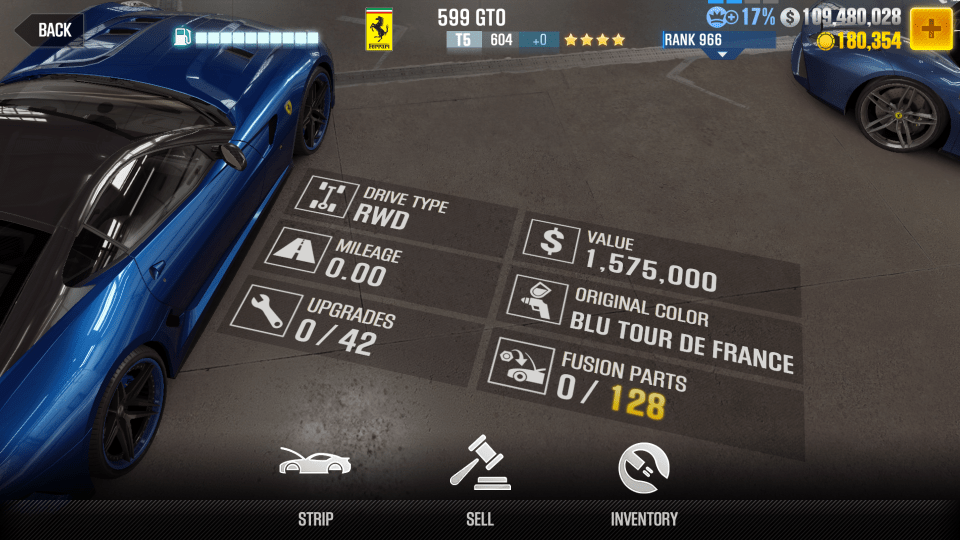 BACK
FERRARI
599 GTO
T5 604 +0
17% $ 109,480,028
RANK 966
180,354
DRIVE TYPE
RWD
MILEAGE
0.00
UPGRADES
0/42
$ VALUE
1,575,000
ORIGINAL COLOR
BLU TOUR DE FRANCE
FUSION PARTS
0/ 128
STRIP
SELL
INVENTORY